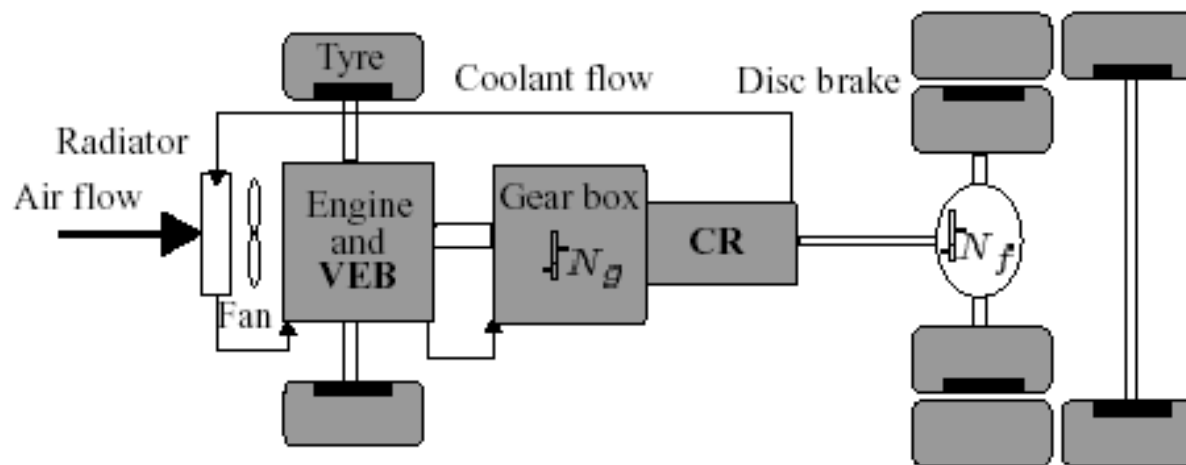 Tyre
Coolant flow
Disc brake
Radiator
Air flow
Engine
and
VEB
Gear box
N_g
CR
N_f
Fan